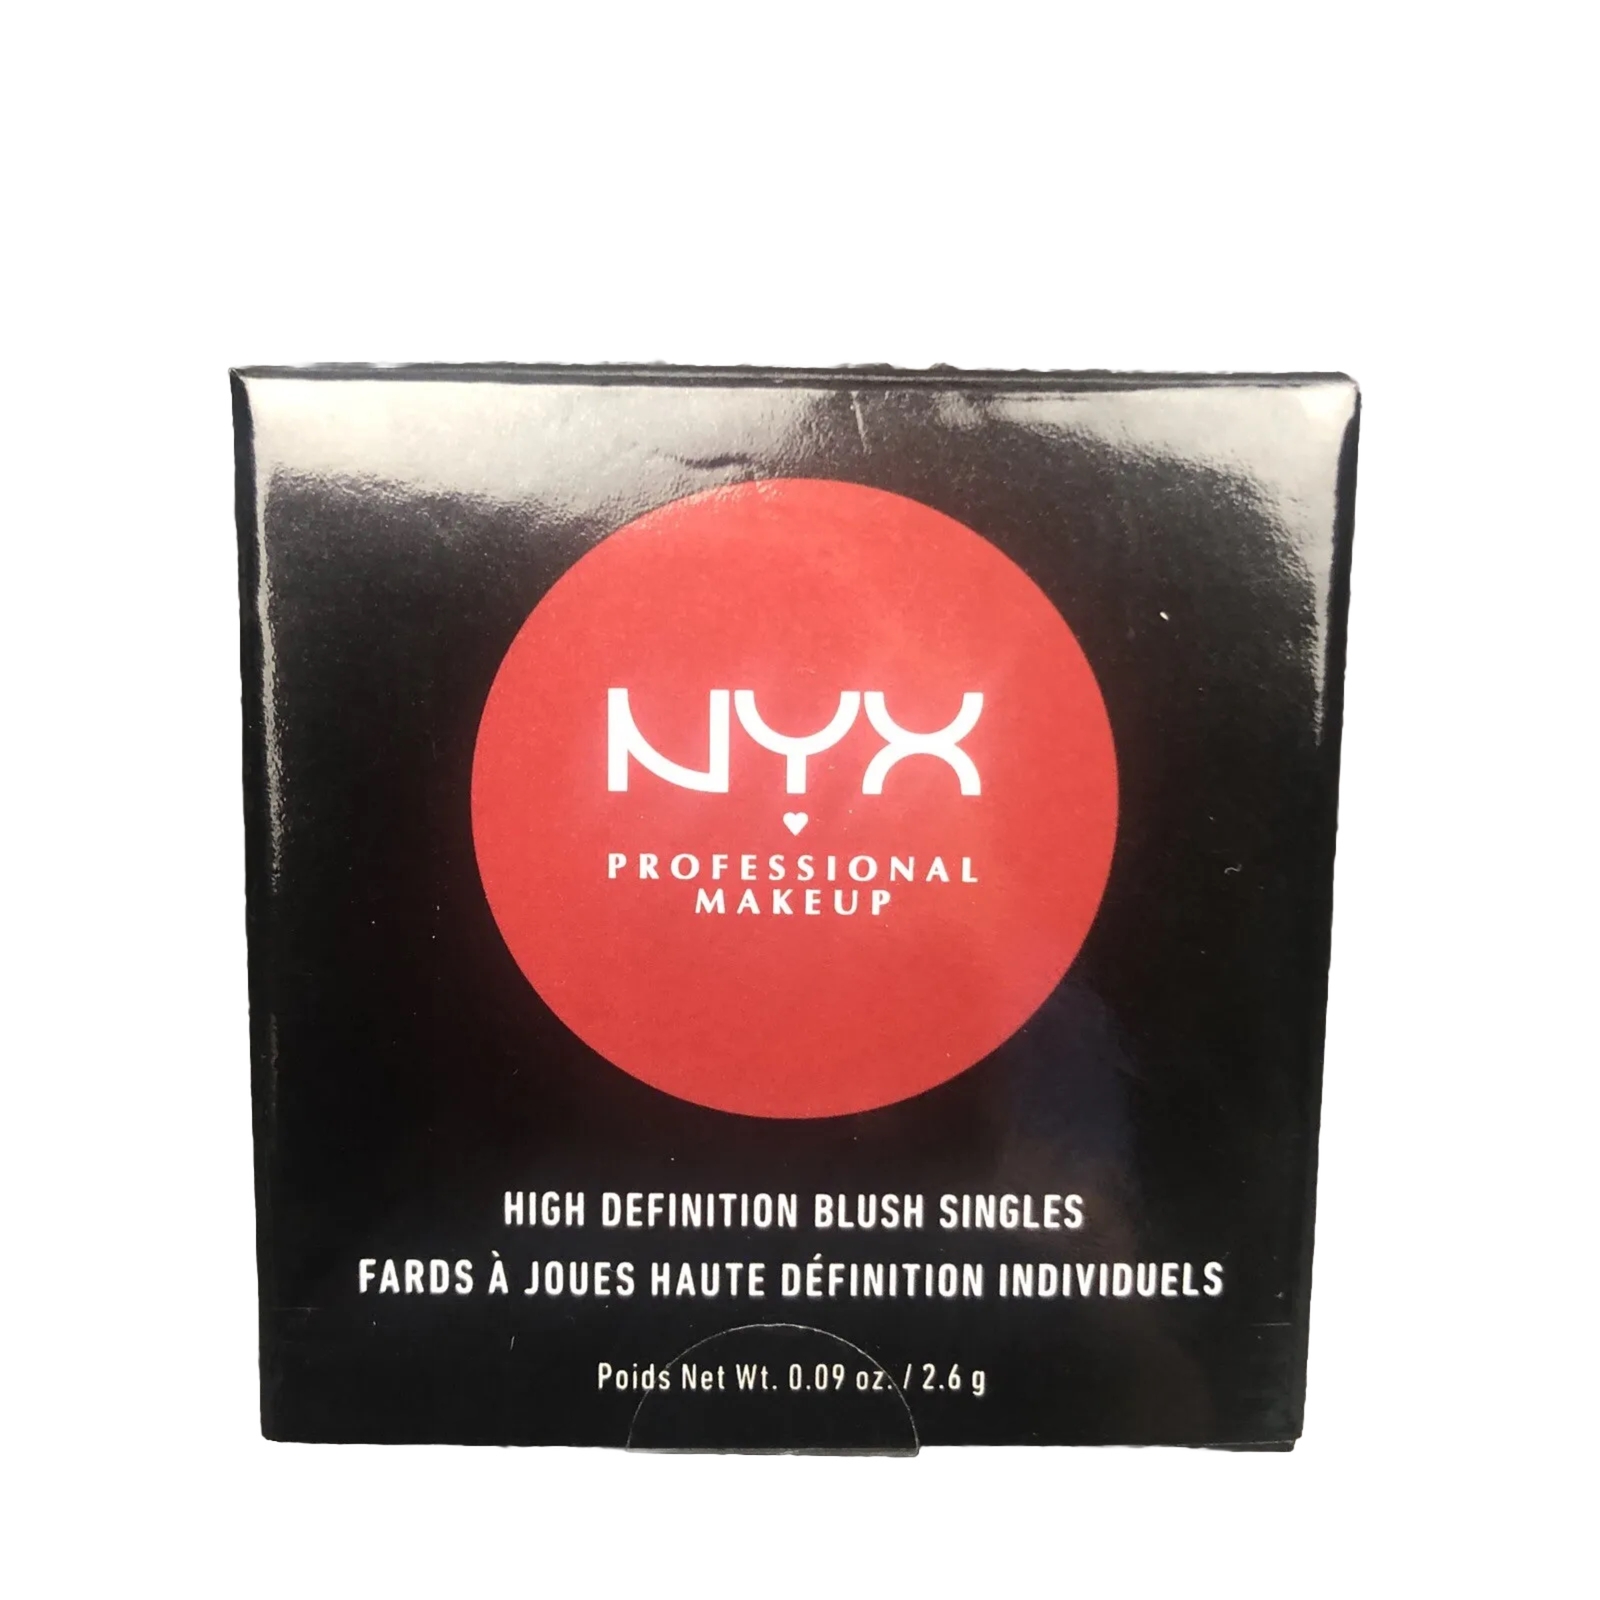 NYX
PROFESSIONAL
MAKEUP
HIGH DEFINITION BLUSH SINGLES
FARDS À JOUES HAUTE DÉFINITION INDIVIDUELS
Poids Net Wt. 0.09 oz. / 2.6 g